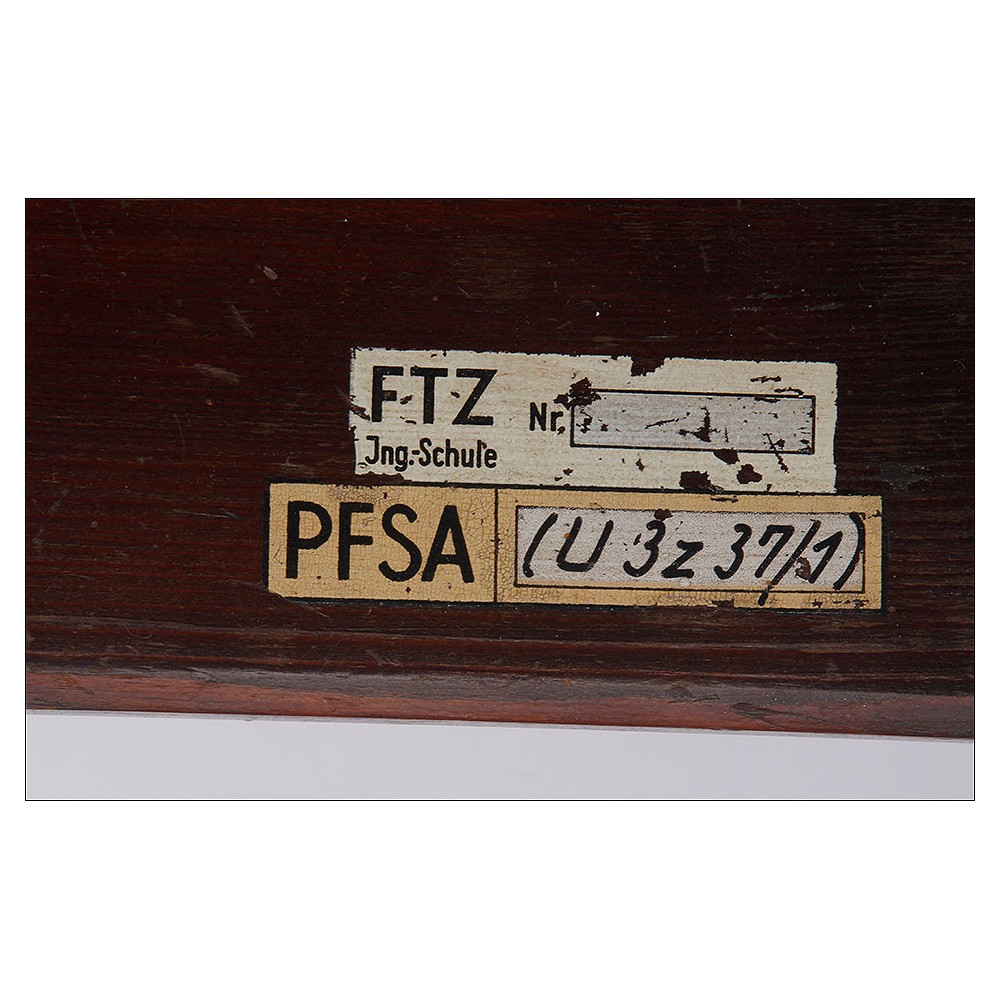 FTZ Nr.
Jng.-Schule
PFSA (U 3z 37/1)